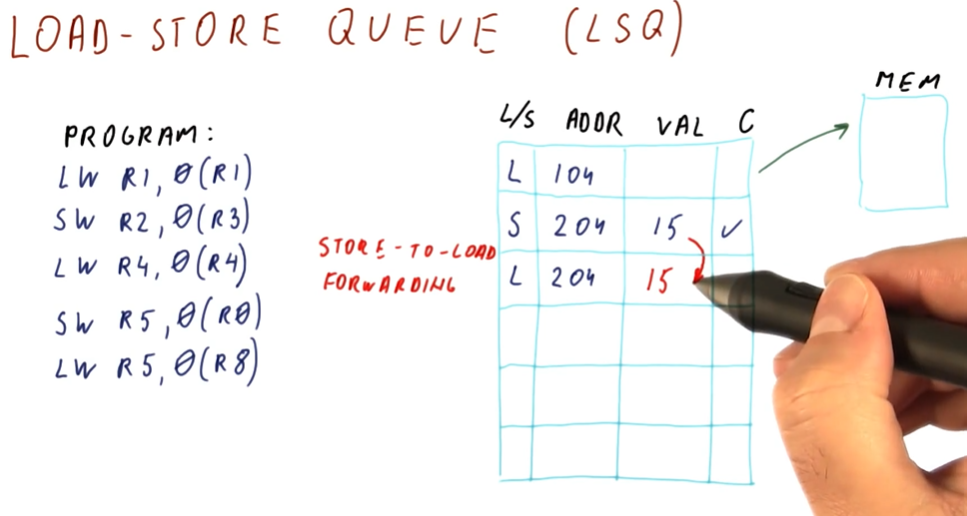 LOAD-STORE QUEUE (LSQ)
PROGRAM:
LW R1, 0(R1)
SW R2, 0(R3)
LW R4, 0(R4)
SW R5, 0(R0)
LW R5, 0(R8)
STORE-TO-LOAD
FORWARDING
L/S ADDR VAL C
L 104
S 204 15 ✓
L 204 15
MEM